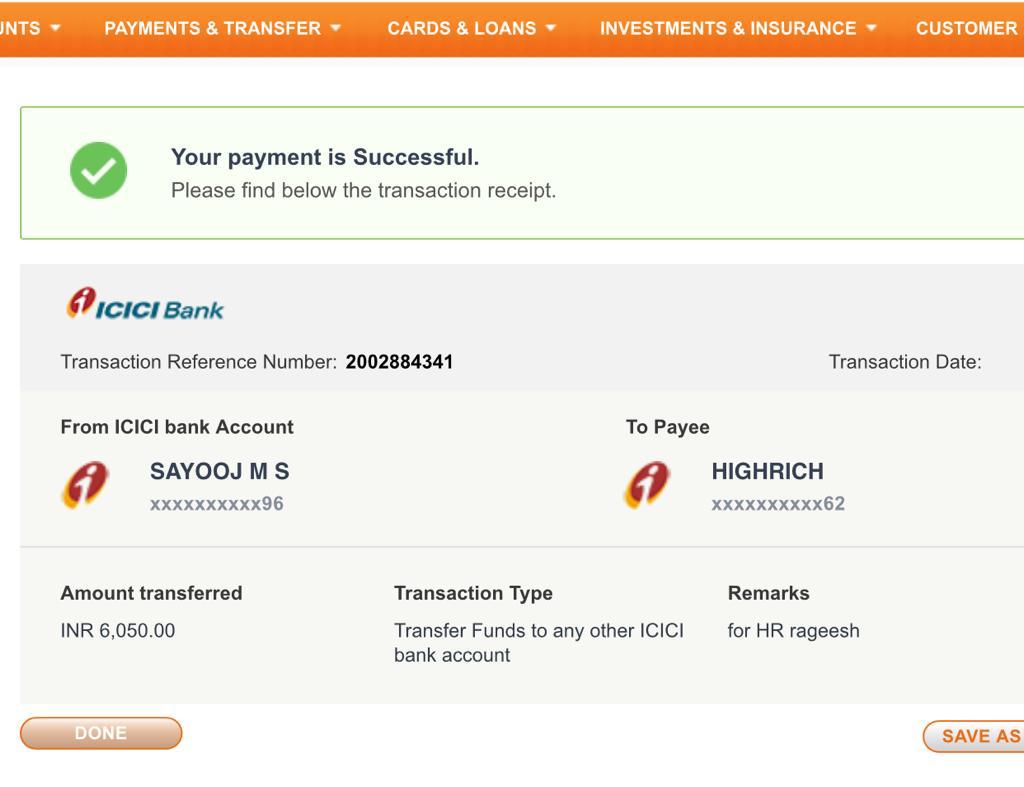 UNTS PAYMENTS & TRANSFER CARDS & LOANS INVESTMENTS & INSURANCE CUSTOMER
Your payment is Successful.
Please find below the transaction receipt.
ICICI Bank
Transaction Reference Number: 2002884341 Transaction Date:
From ICICI bank Account To Payee
SAYOOJ M S HIGHRICH
xxxxxxxxxx96 xxxxxxxxxx62
Amount transferred Transaction Type Remarks
INR 6,050.00 Transfer Funds to any other ICICI for HR rageesh
bank account
DONE SAVE AS